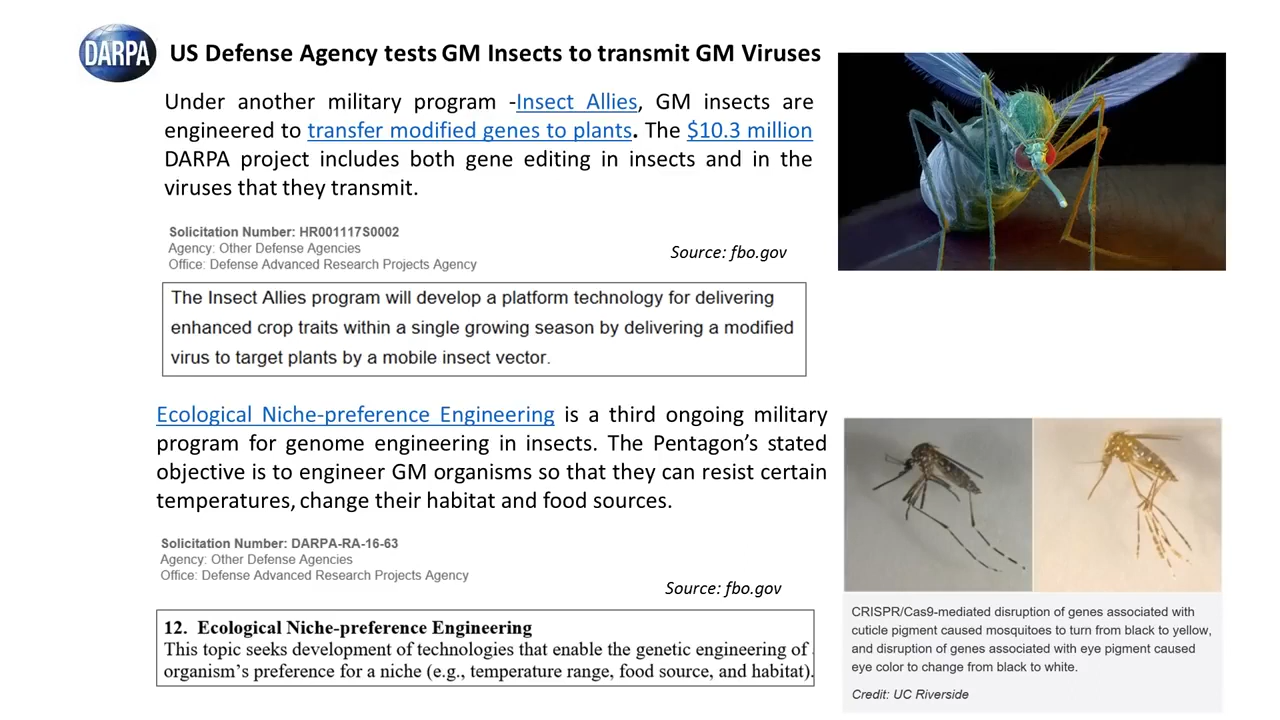 DARPA
US Defense Agency tests GM Insects to transmit GM Viruses
Under another military program -Insect Allies, GM insects are
engineered to transfer modified genes to plants. The $10.3 million
DARPA project includes both gene editing in insects and in the
viruses that they transmit.
Solicitation Number: HR001117S0002
Agency: Other Defense Agencies
Office: Defense Advanced Research Projects Agency
Source: fbo.gov
The Insect Allies program will develop a platform technology for delivering
enhanced crop traits within a single growing season by delivering a modified
virus to target plants by a mobile insect vector.
Ecological Niche-preference Engineering is a third ongoing military
program for genome engineering in insects. The Pentagon’s stated
objective is to engineer GM organisms so that they can resist certain
temperatures, change their habitat and food sources.
Solicitation Number: DARPA-RA-16-63
Agency: Other Defense Agencies
Office: Defense Advanced Research Projects Agency
Source: fbo.gov
12. Ecological Niche-preference Engineering
This topic seeks development of technologies that enable the genetic engineering of
organism’s preference for a niche (e.g., temperature range, food source, and habitat).
CRISPR/Cas9-mediated disruption of genes associated with
cuticle pigment caused mosquitoes to turn from black to yellow,
and disruption of genes associated with eye pigment caused
eye color to change from black to white.
Credit: UC Riverside